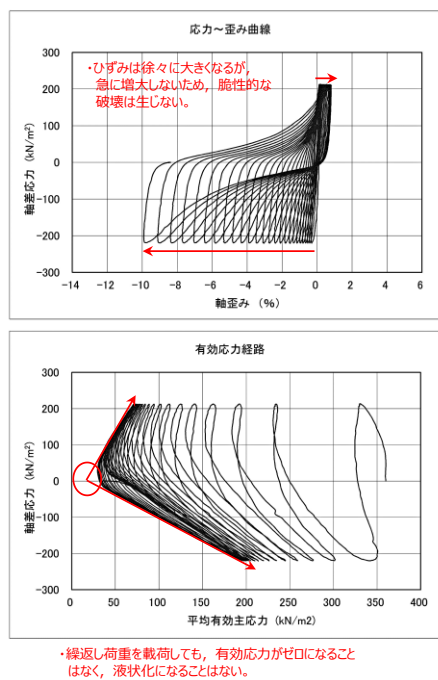 応力～歪み曲線
・ひずみは徐々に大きくなるが，
急に増大しないため，脆性的な
破壊は生じない。
軸差応力（kN/m²）
300
200
100
0
-100
-200
-300
-14 -12 -10 -8 -6 -4 -2 0 2 4 6
軸歪み（%）
有効応力経路
軸差応力（kN/m²）
300
200
100
0
-100
-200
-300
0 50 100 150 200 250 300 350 400
平均有効主応力（kN/m2）
・繰返し荷重を載荷しても，有効応力がゼロになること
はなく，液状化になることはない。